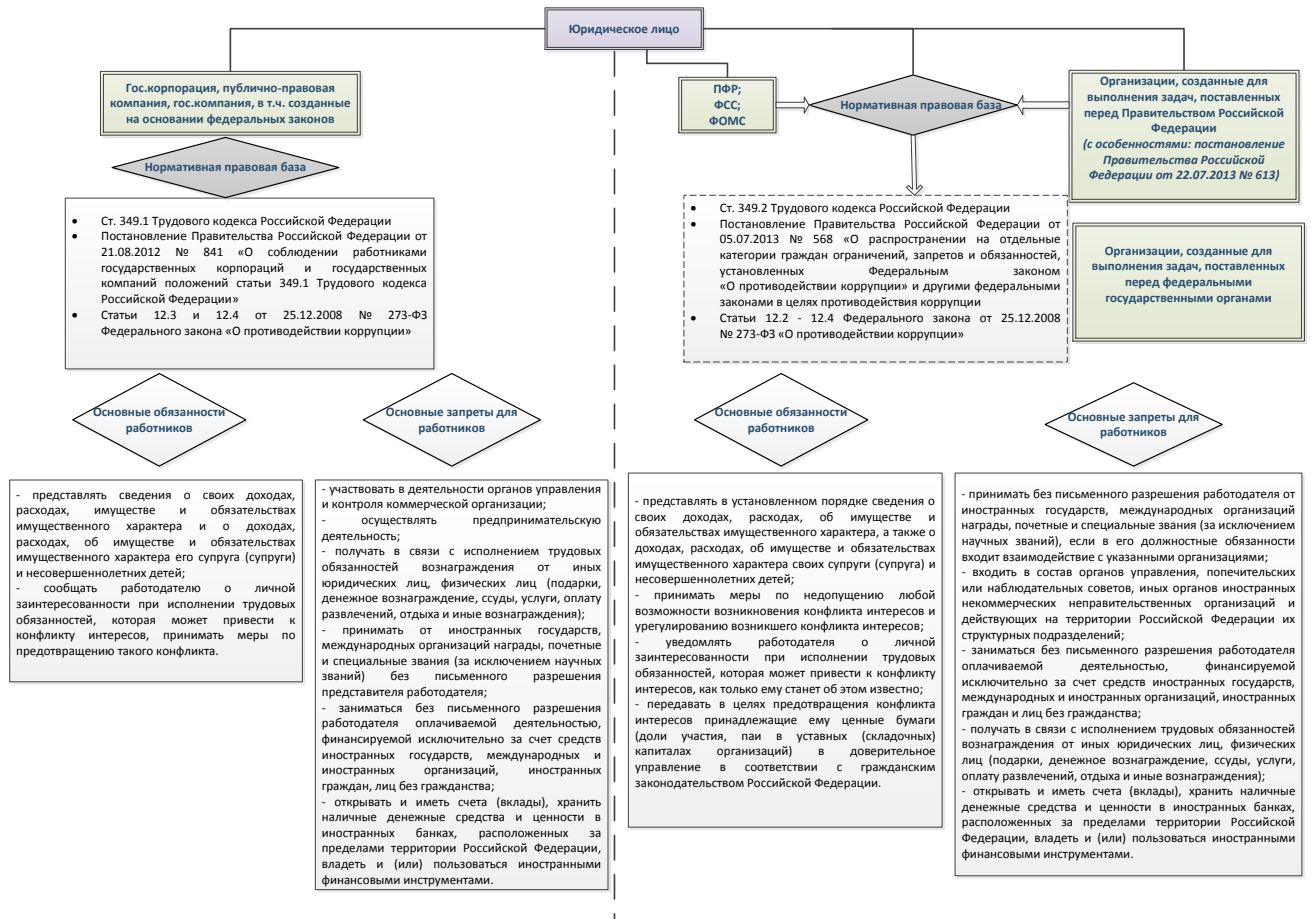 Юридическое лицо
Гос.корпорация, публично-правовая
компания, гос.компания, в т.ч. созданные
на основании федеральных законов
Нормативная правовая база
• Ст. 349.1 Трудового кодекса Российской Федерации
• Постановление Правительства Российской Федерации от
21.08.2012 № 841 «О соблюдении работниками
государственных корпораций и государственных
компаний положений статьи 349.1 Трудового кодекса
Российской Федерации»
• Статьи 12.3 и 12.4 от 25.12.2008 № 273-ФЗ
Федерального закона «О противодействии коррупции»
Основные обязанности
работников
Основные запреты для
работников
- представлять сведения о своих доходах,
расходах, имуществе и обязательствах
имущественного характера и о доходах,
расходах, об имуществе и обязательствах
имущественного характера его супруга (супруги)
и несовершеннолетних детей;
- сообщать работодателю о личной
заинтересованности при исполнении трудовых
обязанностей, которая может привести к
конфликту интересов, принимать меры по
предотвращению такого конфликта.
- участвовать в деятельности органов управления
и контроля коммерческой организации;
- осуществлять предпринимательскую
деятельность;
- получать в связи с исполнением трудовых
обязанностей вознаграждения от иных
юридических лиц, физических лиц (подарки,
денежное вознаграждение, ссуды, услуги, оплату
развлечений, отдыха и иные вознаграждения);
- принимать от иностранных государств,
международных организаций награды, почетные
и специальные звания (за исключением научных
званий) без письменного разрешения
представителя работодателя;
- заниматься без письменного разрешения
работодателя оплачиваемой деятельностью,
финансируемой исключительно за счет средств
иностранных государств, международных и
иностранных организаций, иностранных
граждан, лиц без гражданства;
- открывать и иметь счета (вклады), хранить
наличные денежные средства и ценности в
иностранных банках, расположенных за
пределами территории Российской Федерации,
владеть и (или) пользоваться иностранными
финансовыми инструментами.
ПФР;
ФСС;
ФОМС
Нормативная правовая база
Организации, созданные для
выполнения задач, поставленных
перед Правительством Российской
Федерации
(с особенностями: постановление
Правительства Российской
Федерации от 22.07.2013 № 613)
• Ст. 349.2 Трудового кодекса Российской Федерации
• Постановление Правительства Российской Федерации от
05.07.2013 № 568 «О распространении на отдельные
категории граждан ограничений, запретов и обязанностей,
установленных Федеральным законом
«О противодействии коррупции» и другими федеральными
законами в целях противодействия коррупции
• Статьи 12.2 - 12.4 Федерального закона от 25.12.2008
№ 273-ФЗ «О противодействии коррупции»
Организации, созданные для
выполнения задач, поставленных
перед федеральными
государственными органами
Основные обязанности
работников
Основные запреты для
работников
- представлять в установленном порядке сведения о
своих доходах, расходах, об имуществе и
обязательствах имущественного характера, а также о
доходах, расходах, об имуществе и обязательствах
имущественного характера своих супруги (супруга) и
несовершеннолетних детей;
- принимать меры по недопущению любой
возможности возникновения конфликта интересов и
урегулированию возникшего конфликта интересов;
- уведомлять работодателя о личной
заинтересованности при исполнении трудовых
обязанностей, которая может привести к конфликту
интересов, как только ему станет об этом известно;
- передавать в целях предотвращения конфликта
интересов принадлежащие ему ценные бумаги
(доли участия, паи в уставных (складочных)
капиталах организаций) в доверительное
управление в соответствии с гражданским
законодательством Российской Федерации.
- принимать без письменного разрешения работодателя от
иностранных государств, международных организаций
награды, почетные и специальные звания (за исключением
научных званий), если в его должностные обязанности
входит взаимодействие с указанными организациями;
- входить в состав органов управления, попечительских
или наблюдательных советов, иных органов иностранных
некоммерческих неправительственных организаций и
действующих на территории Российской Федерации их
структурных подразделений;
- заниматься без письменного разрешения работодателя
оплачиваемой деятельностью, финансируемой
исключительно за счет средств иностранных государств,
международных и иностранных организаций, иностранных
граждан и лиц без гражданства;
- получать в связи с исполнением трудовых обязанностей
вознаграждения от иных юридических лиц, физических
лиц (подарки, денежное вознаграждение, ссуды, услуги,
оплату развлечений, отдыха и иные вознаграждения);
- открывать и иметь счета (вклады), хранить наличные
денежные средства и ценности в иностранных банках,
расположенных за пределами территории Российской
Федерации, владеть и (или) пользоваться иностранными
финансовыми инструментами.